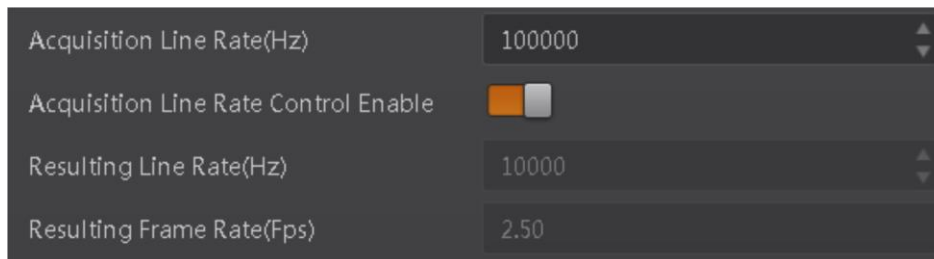 Acquisition Line Rate(Hz) 100000
Acquisition Line Rate Control Enable
Resulting Line Rate(Hz) 10000
Resulting Frame Rate(Fps) 2.50